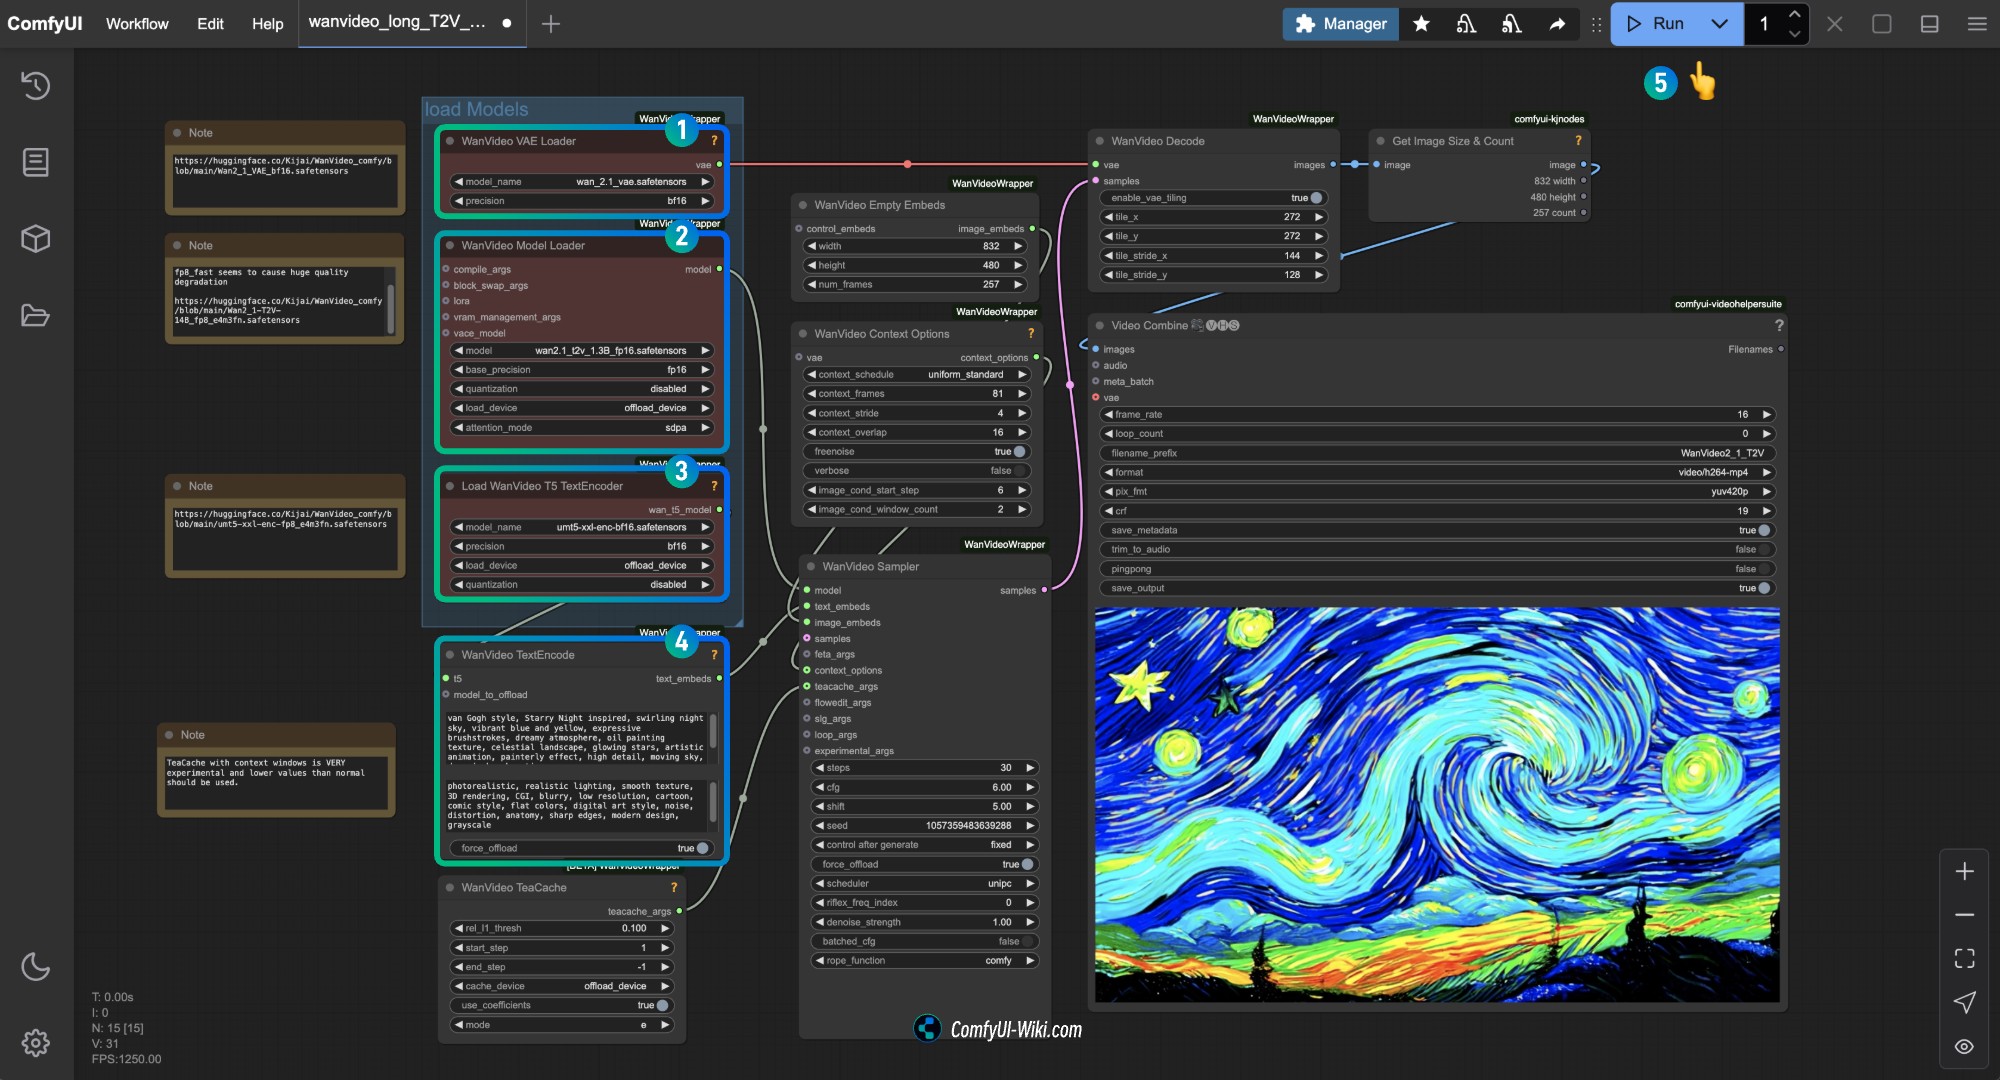 ComfyUI
Workflow
Edit
Help
wanvideo_long_T2V_...
Manager
Run
1
5
load Models
Note
https://huggingface.co/Kijai/WanVideo_comfy/b
lob/main/Wan2_1_VAE_bf16.safetensors
Note
fp8_fast seems to cause huge quality
degradation
https://huggingface.co/Kijai/WanVideo_comfy
/blob/main/Wan2_1-T2V-
14B_fp8_e4m3fn.safetensors
Note
https://huggingface.co/Kijai/WanVideo_comfy/b
lob/main/umt5-xxl-enc-fp8_e4m3fn.safetensors
Note
TeaCache with context windows is VERY
experimental and lower values than normal
should be used.
1
WanVideo VAE Loader ?
vae
model_name wan_2.1_vae.safetensors
precision bf16
2
WanVideo Model Loader
compile_args model
block_swap_args
lora
vram_management_args
vace_model
model wan2.1_t2v_1.3B_fp16.safetensors
base_precision fp16
quantization disabled
load_device offload_device
attention_mode sdpa
3
Load WanVideo T5 TextEncoder ?
wan_t5_model
model_name umt5-xxl-enc-bf16.safetensors
precision bf16
load_device offload_device
quantization disabled
4
WanVideo TextEncode ?
t5 text_embeds
model_to_offload
van Gogh style, Starry Night inspired, swirling night
sky, vibrant blue and yellow, expressive
brushstrokes, dreamy atmosphere, oil painting
texture, celestial landscape, glowing stars, artistic
animation, painterly effect, high detail, moving sky,
photorealistic, realistic lighting, smooth texture,
3D rendering, CGI, blurry, low resolution, cartoon,
comic style, flat colors, digital art style, noise,
distortion, anatomy, sharp edges, modern design,
grayscale
force_offload true
[BETA] WanVideoWrapper
WanVideo TeaCache ?
teacache_args
rel_l1_thresh 0.100
start_step 1
end_step -1
cache_device offload_device
use_coefficients true
mode e
WanVideoWrapper
WanVideo Empty Embeds
control_embeds image_embeds
width 832
height 480
num_frames 257
WanVideoWrapper
WanVideo Context Options ?
vae context_options
context_schedule uniform_standard
context_frames 81
context_stride 4
context_overlap 16
freenoise true
verbose false
image_cond_start_step 6
image_cond_window_count 2
WanVideoWrapper
WanVideo Sampler
model samples
text_embeds
image_embeds
samples
feta_args
context_options
teacache_args
flowedit_args
slg_args
loop_args
experimental_args
steps 30
cfg 6.00
shift 5.00
seed 1057359483639288
control after generate fixed
force_offload true
scheduler unipc
riflex_freq_index 0
denoise_strength 1.00
batched_cfg false
rope_function comfy
WanVideoWrapper
WanVideo Decode
vae images
samples
enable_vae_tiling true
tile_x 272
tile_y 272
tile_stride_x 144
tile_stride_y 128
comfyui-kjnodes
Get Image Size & Count ?
image image
832 width
480 height
257 count
comfyui-videohelpersuite
Video Combine VHS ?
images Filenames
audio
meta_batch
vae
frame_rate 16
loop_count 0
filename_prefix WanVideo2_1_T2V
format video/h264-mp4
pix_fmt yuv420p
crf 19
save_metadata true
trim_to_audio false
pingpong false
save_output true
T: 0.00s
I: 0
N: 15 [15]
V: 31
FPS:1250.00
ComfyUI-Wiki.com